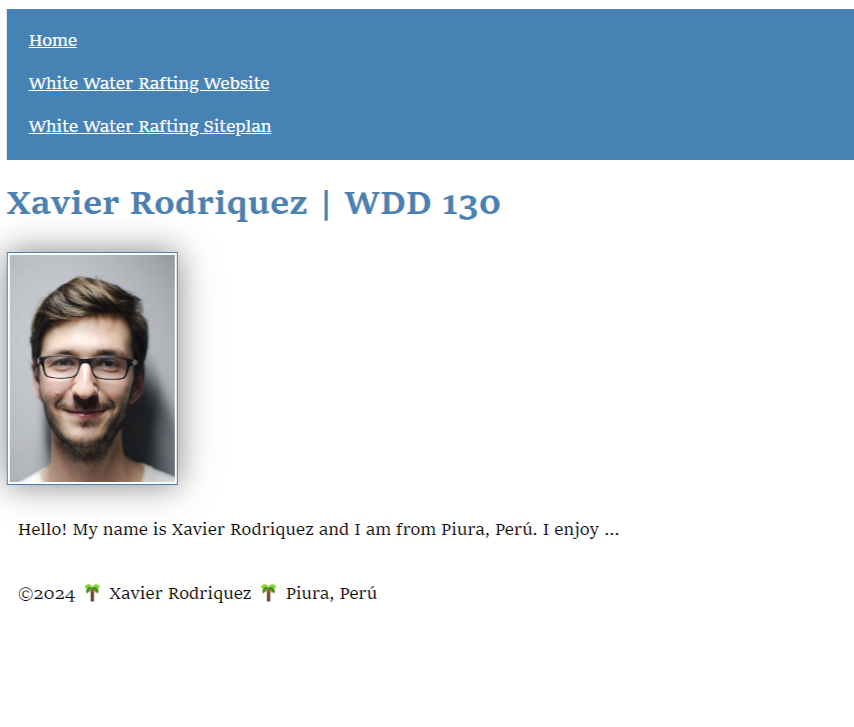 Home
White Water Rafting Website
White Water Rafting Siteplan
Xavier Rodriquez | WDD 130
Hello! My name is Xavier Rodriquez and I am from Piura, Perú. I enjoy ...
©2024 🌴 Xavier Rodriquez 🌴 Piura, Perú